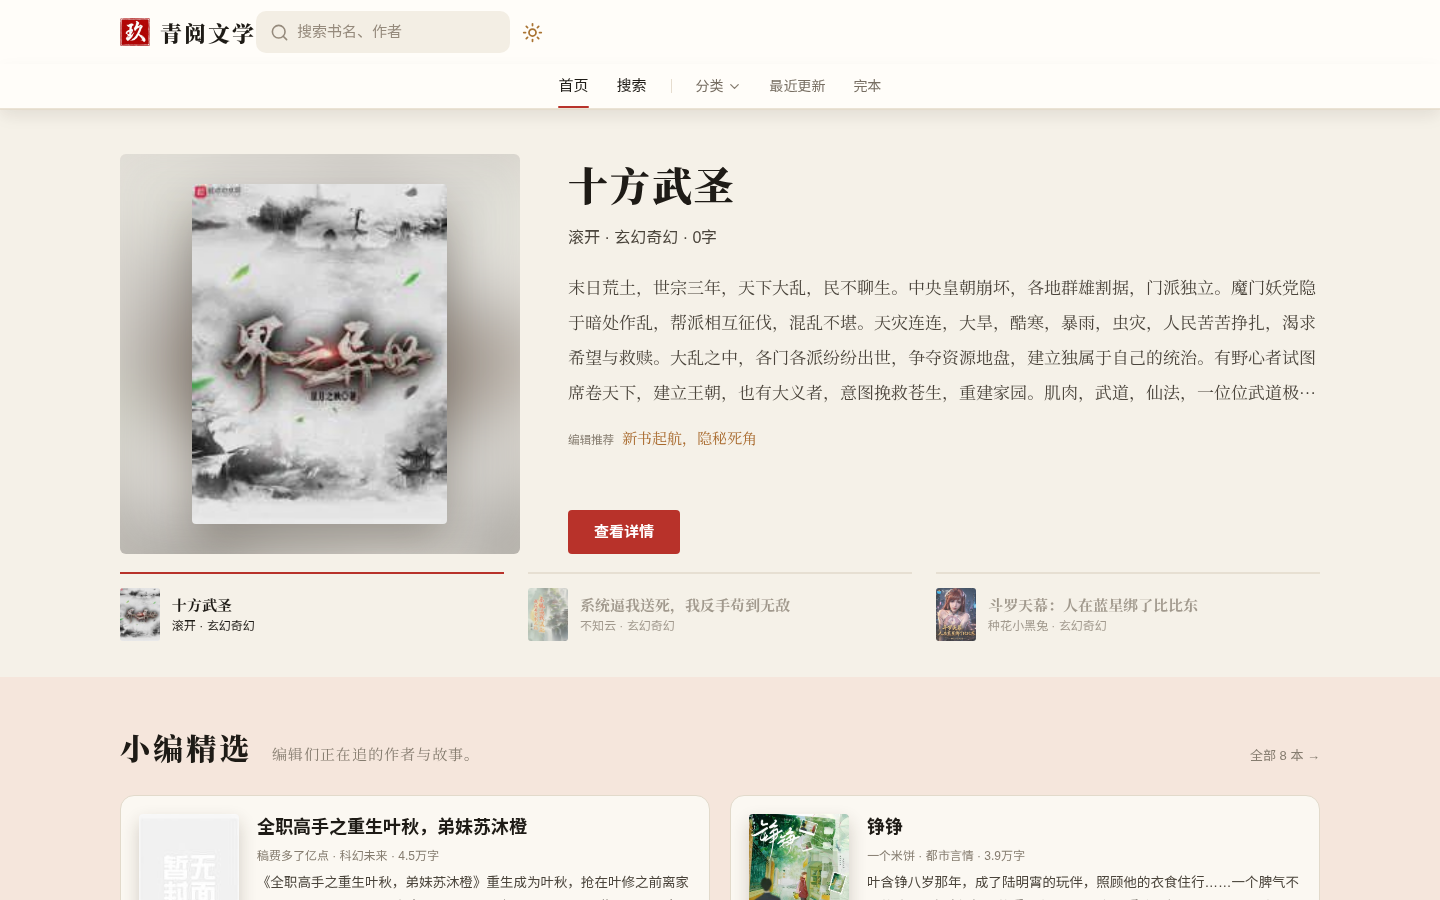 玖 青阅文学 搜索书名、作者
首页 搜索 分类 最近更新 完本
十方武圣
滚开 · 玄幻奇幻 · 0字
末日荒土，世宗三年，天下大乱，民不聊生。中央皇朝崩坏，各地群雄割据，门派独立。魔门妖党隐
于暗处作乱，帮派相互征伐，混乱不堪。天灾连连，大旱，酷寒，暴雨，虫灾，人民苦苦挣扎，渴求
希望与救赎。大乱之中，各门各派纷纷出世，争夺资源地盘，建立独属于自己的统治。有野心者试图
席卷天下，建立王朝，也有大义者，意图挽救苍生，重建家园。肌肉，武道，仙法，一位位武道极…
编辑推荐 新书起航，隐秘死角
查看详情
界之异世
十方武圣
滚开 · 玄幻奇幻
系统逼我送死，我反手苟到无敌
不知云 · 玄幻奇幻
斗罗天幕：人在蓝星绑了比比东
种花小黑兔 · 玄幻奇幻
小编精选 编辑们正在追的作者与故事。 全部 8 本 →
全职高手之重生叶秋，弟妹苏沐橙
稿费多了亿点 · 科幻未来 · 4.5万字
《全职高手之重生叶秋，弟妹苏沐橙》重生成为叶秋，抢在叶修之前离家
暂无
封面
铮铮
一个米饼 · 都市言情 · 3.9万字
叶含铮八岁那年，成了陆明霄的玩伴，照顾他的衣食住行……一个脾气不